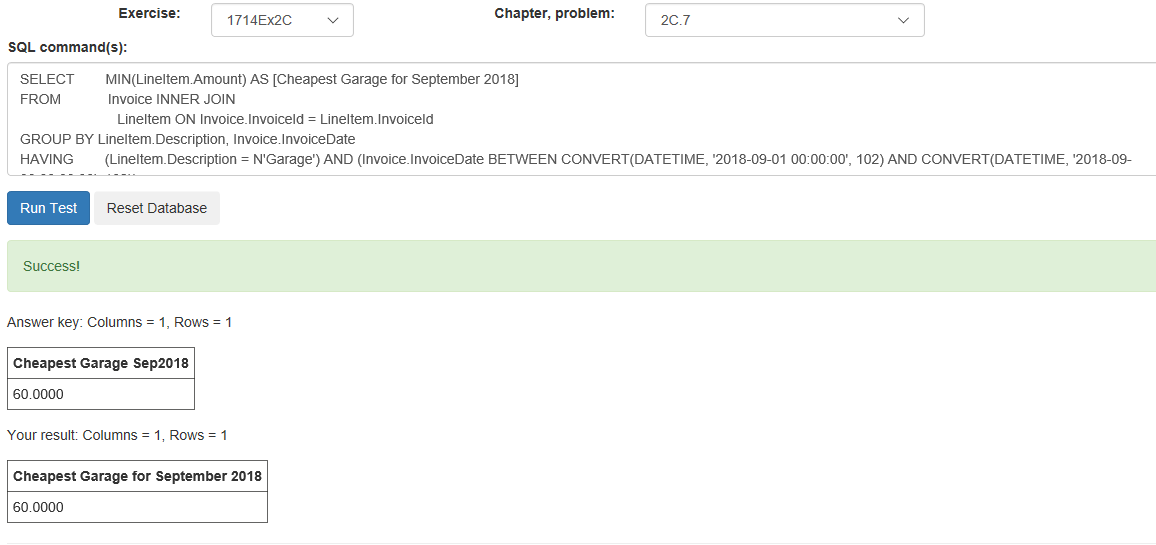 Exercise: 1714Ex2C Chapter, problem: 2C.7
SQL command(s):
SELECT MIN(LineItem.Amount) AS [Cheapest Garage for September 2018]
FROM Invoice INNER JOIN
LineItem ON Invoice.InvoiceId = LineItem.InvoiceId
GROUP BY LineItem.Description, Invoice.InvoiceDate
HAVING (LineItem.Description = N'Garage') AND (Invoice.InvoiceDate BETWEEN CONVERT(DATETIME, '2018-09-01 00:00:00', 102) AND CONVERT(DATETIME, '2018-09-
Run Test Reset Database
Success!
Answer key: Columns = 1, Rows = 1
Cheapest Garage Sep2018
60.0000
Your result: Columns = 1, Rows = 1
Cheapest Garage for September 2018
60.0000